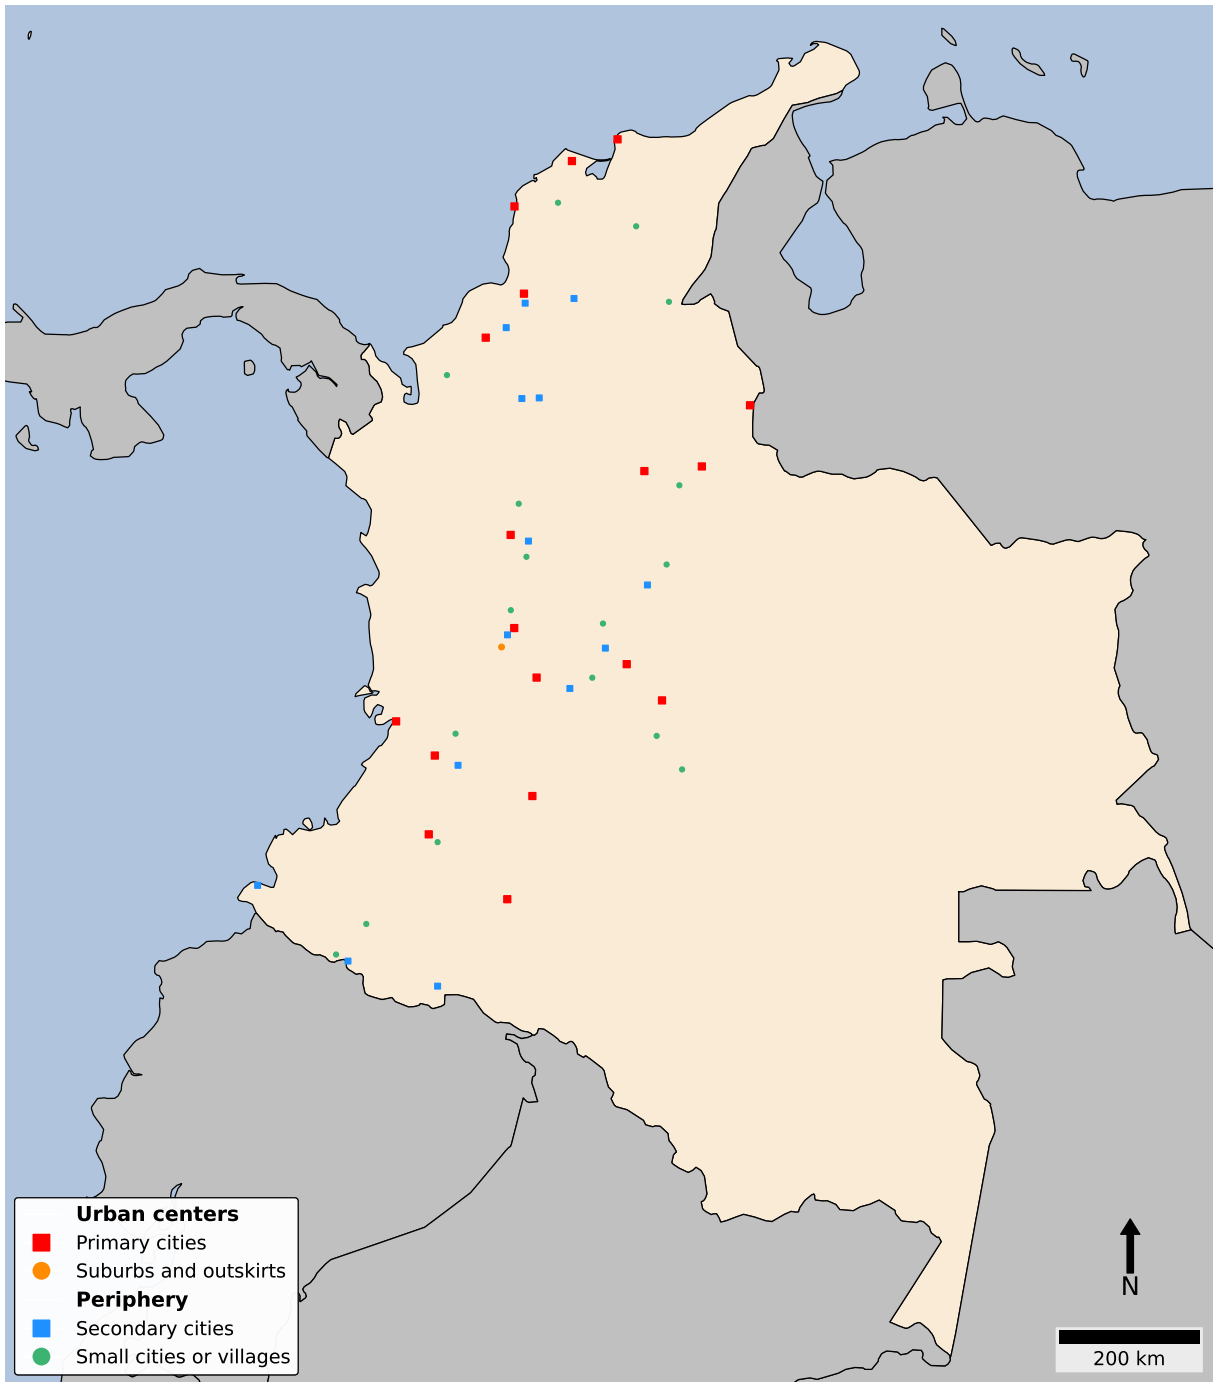 Urban centers
Primary cities
Suburbs and outskirts
Periphery
Secondary cities
Small cities or villages
N
200 km